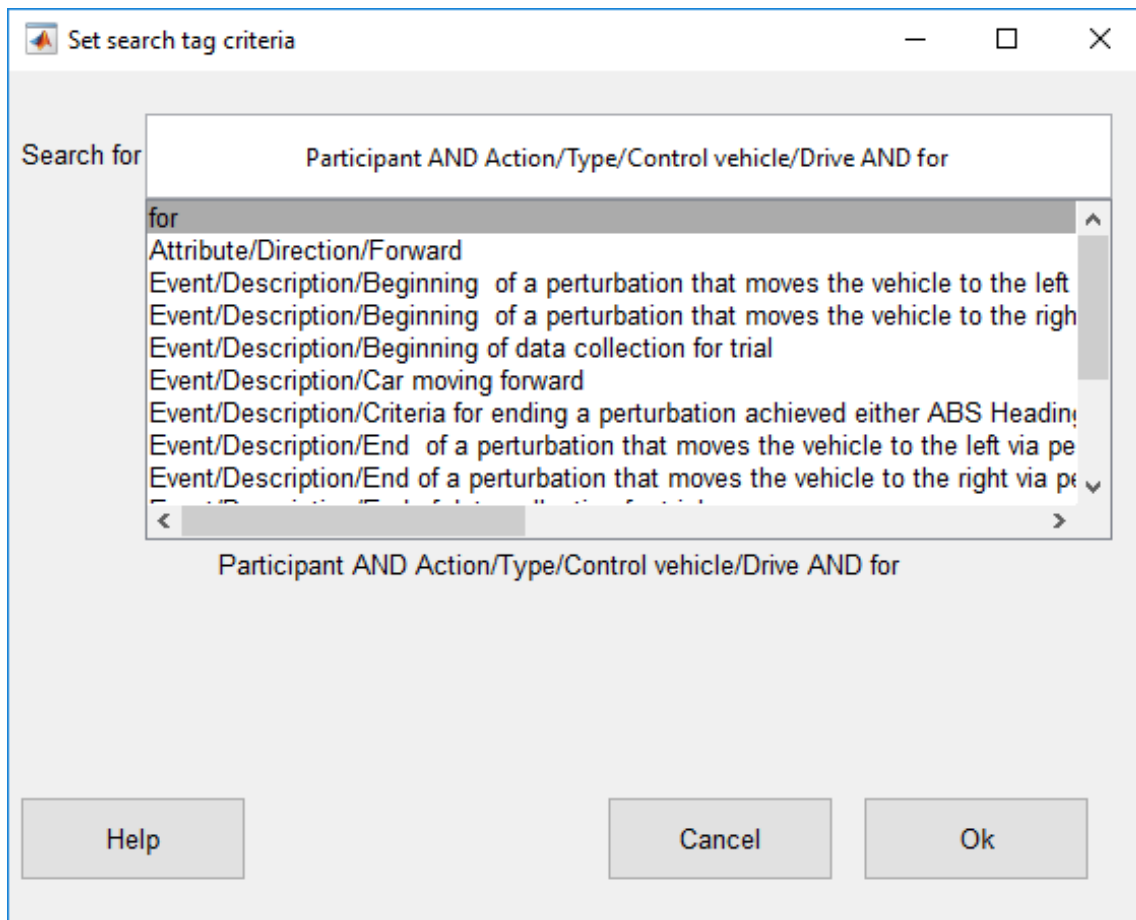 Set search tag criteria
Search for
Participant AND Action/Type/Control vehicle/Drive AND for
for
Attribute/Direction/Forward
Event/Description/Beginning  of a perturbation that moves the vehicle to the left
Event/Description/Beginning  of a perturbation that moves the vehicle to the righ
Event/Description/Beginning of data collection for trial
Event/Description/Car moving forward
Event/Description/Criteria for ending a perturbation achieved either ABS Heading
Event/Description/End  of a perturbation that moves the vehicle to the left via pe
Event/Description/End of a perturbation that moves the vehicle to the right via pe
Participant AND Action/Type/Control vehicle/Drive AND for
Help
Cancel
Ok